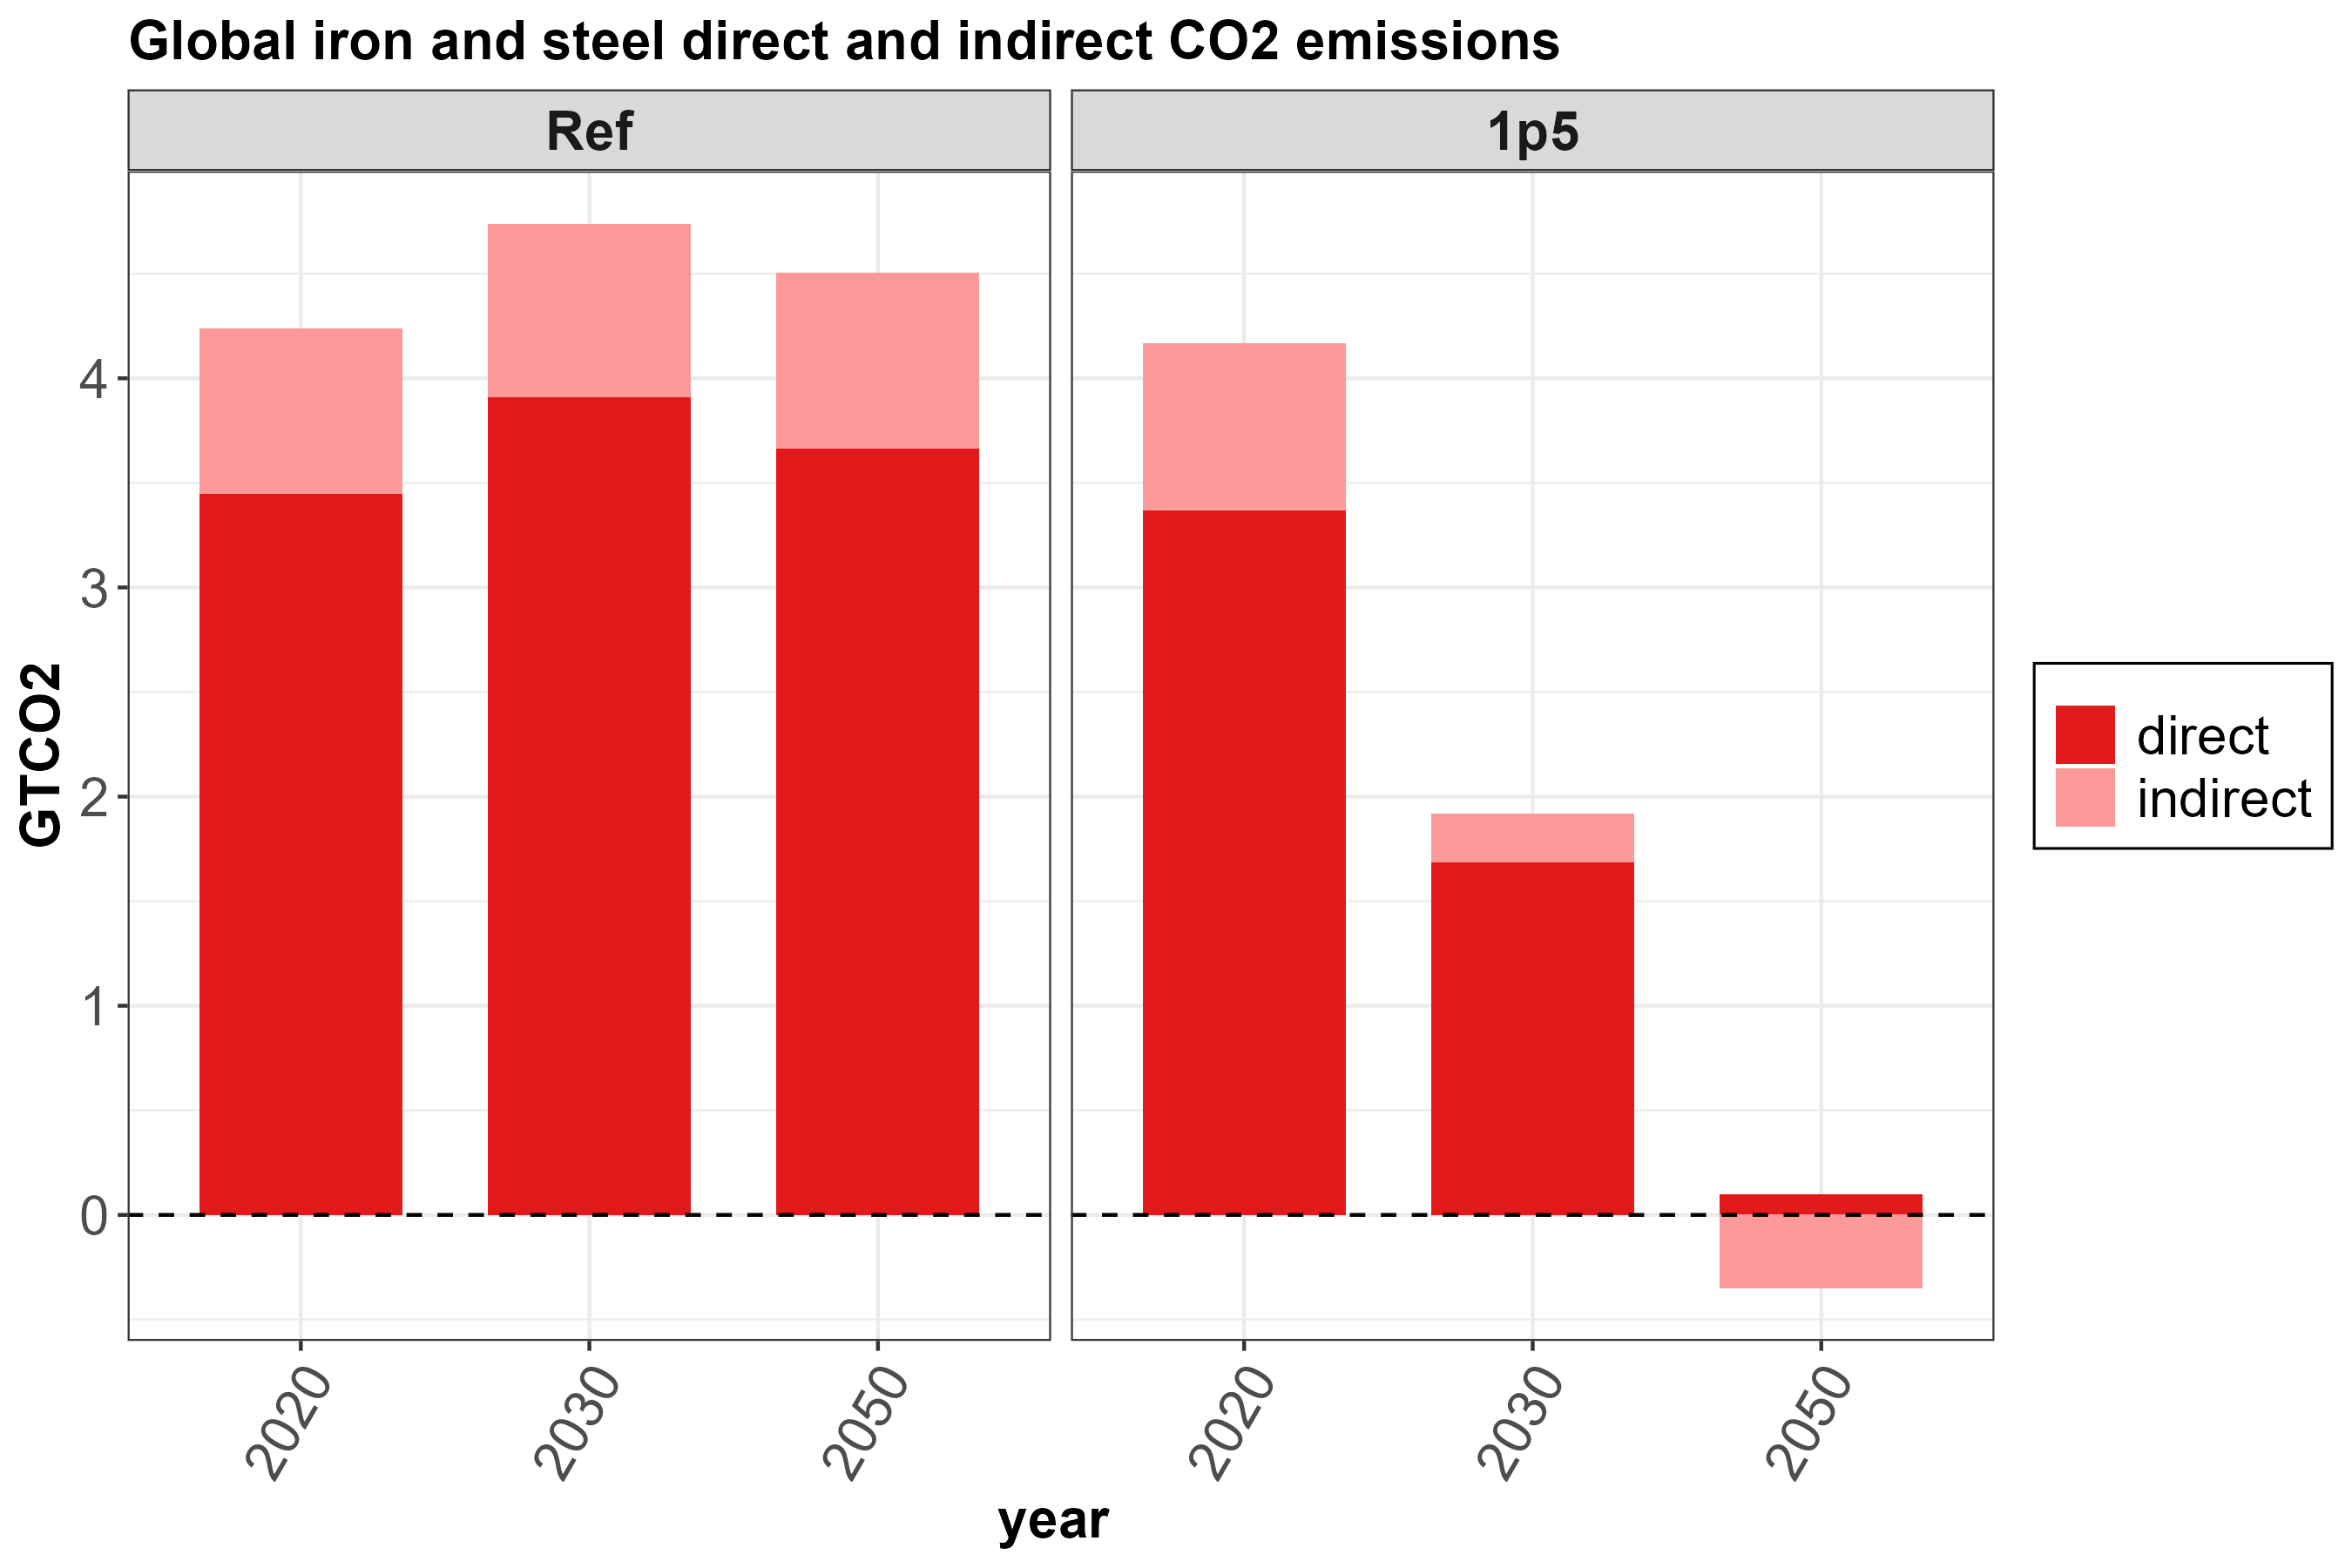 Global iron and steel direct and indirect CO2 emissions
Ref
1p5
GTCO2
4
3
2
1
0
2020
2030
2050
2020
2030
2050
year
direct
indirect